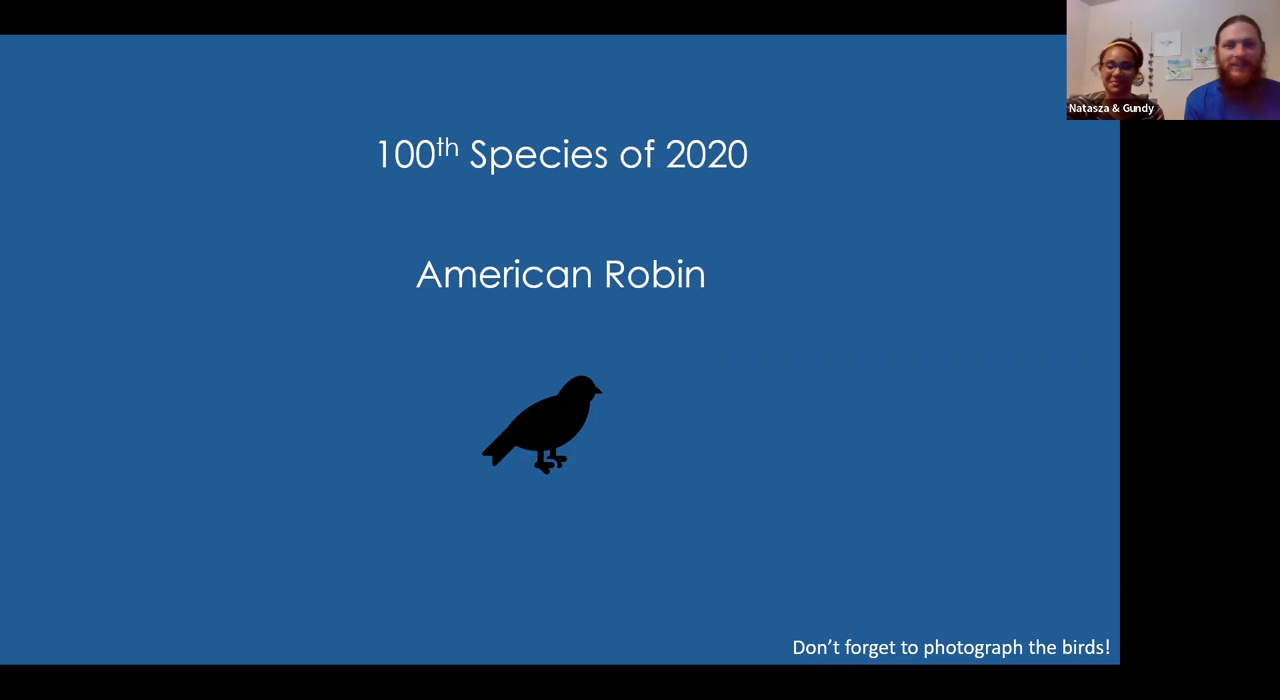 Natasza & Gundy
100th Species of 2020
American Robin
Don’t forget to photograph the birds!